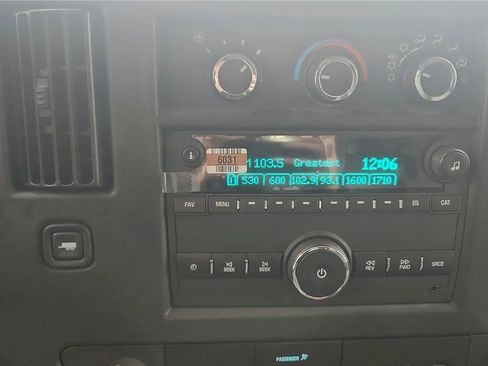 6031
1103.5 Greatest 12:06
1 530 600 102.9 93.1 1600 1710
FAV MENU EQ CAT
SEEK SEEK REV FWD SRCE
PASSENGER